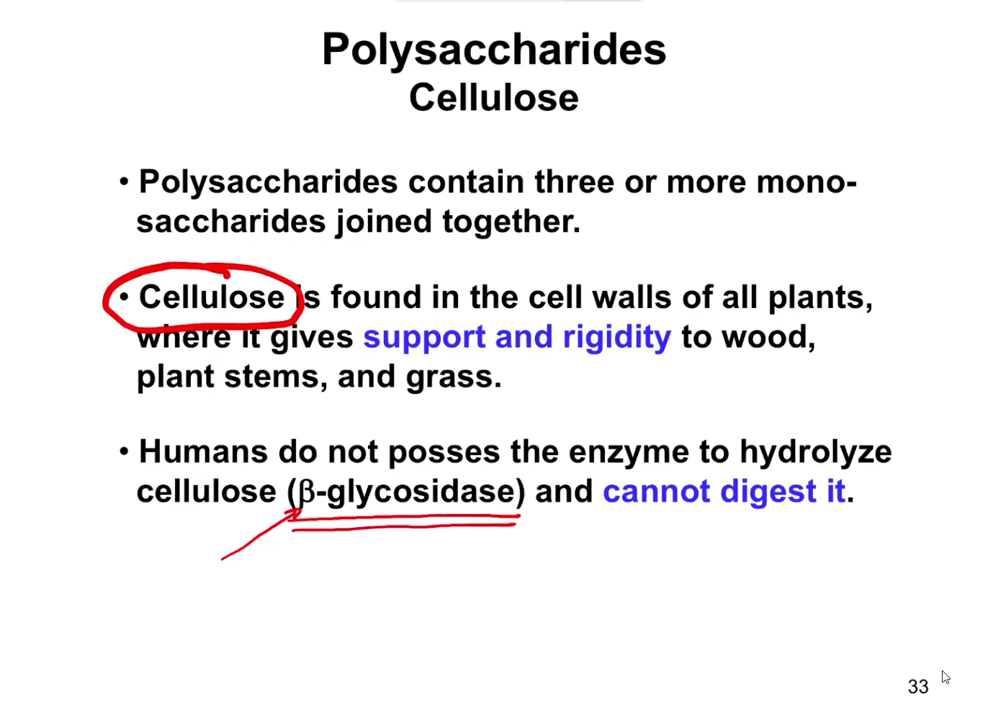 Polysaccharides
Cellulose
• Polysaccharides contain three or more mono-
saccharides joined together.
• Cellulose is found in the cell walls of all plants,
where it gives support and rigidity to wood,
plant stems, and grass.
• Humans do not posses the enzyme to hydrolyze
cellulose (β-glycosidase) and cannot digest it.
33